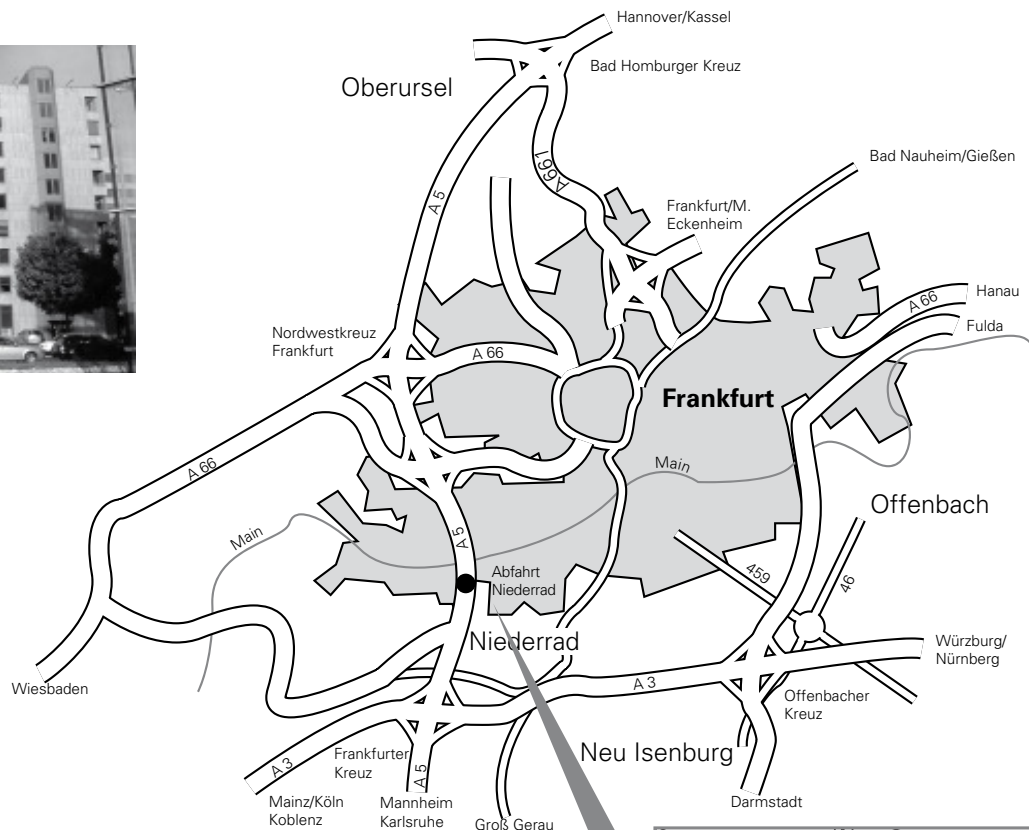 Hannover/Kassel
Bad Homburger Kreuz
Oberursel
A 661
Bad Nauheim/Gießen
A 5
Frankfurt/M.
Eckenheim
A 66
Hanau
Fulda
Nordwestkreuz
Frankfurt
A 66
Frankfurt
A 66
Main
Offenbach
Main
A 5
Abfahrt
Niederrad
459
46
Niederrad
Würzburg/
Nürnberg
Wiesbaden
A 3
Offenbacher
Kreuz
Frankfurter
Kreuz
Neu Isenburg
A 3
A 5
Mainz/Köln
Koblenz
Mannheim
Karlsruhe
Groß Gerau
Darmstadt